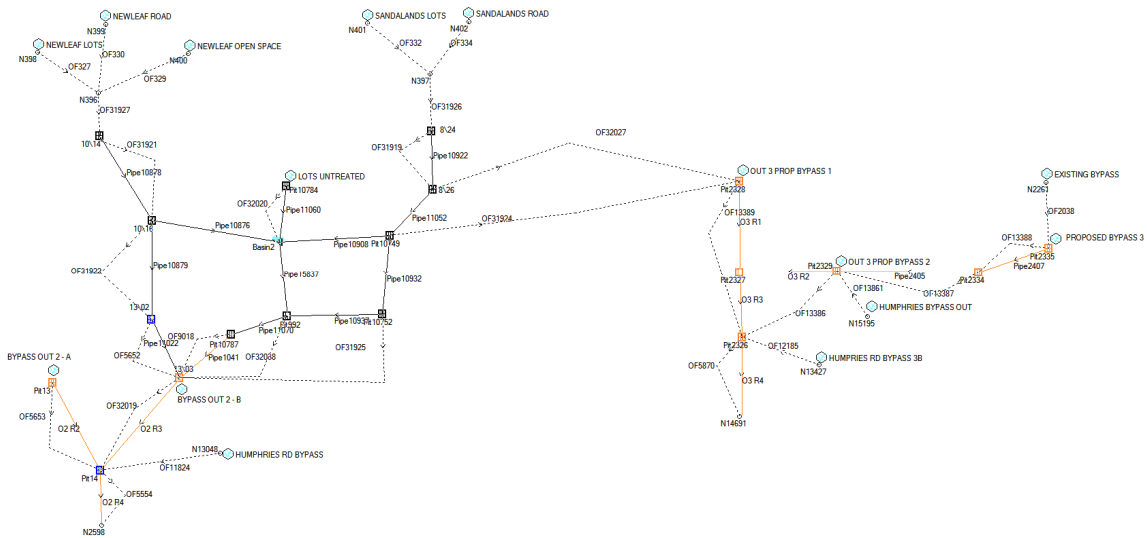 NEWLEAF ROAD
N399
NEWLEAF LOTS
N398
OF330
OF327
NEWLEAF OPEN SPACE
N400
OF329
N396
OF31927
10\14
OF31921
Pipe10878
SANDALANDS LOTS
N401
SANDALANDS ROAD
N402
OF332
OF334
N397
OF31926
8\24
OF31919
Pipe10922
8\26
OF32027
LOTS UNTREATED
Pit10784
OF32020
Pipe11060
Pipe11052
OF31924
10\16
Pipe10876
Basin2
Pipe10908
Pit10749
OF31922
Pipe10879
Pipe15837
Pipe10932
13\02
Pipe11070
Pit10752
OF9018
Pit10787
OF5652
Pipe11022
Pipe1041
OF32038
OF31925
13\03
BYPASS OUT 2 - A
Pit13
BYPASS OUT 2 - B
OF5653
OF32019
O2 R2
O2 R3
N13048
HUMPHRIES RD BYPASS
OF11824
Pit14
OF5554
O2 R4
N2598
OUT 3 PROP BYPASS 1
Pit2328
OF13389
O3 R1
EXISTING BYPASS
N2261
OF2038
PROPOSED BYPASS 3
OF13388
Pit2335
Pipe2407
Pit2334
OUT 3 PROP BYPASS 2
Pit2329
O3 R2
Pipe2405
Pit2327
OF13861
OF13387
O3 R3
OF13386
HUMPHRIES BYPASS OUT
N15195
Pit2326
OF12185
HUMPRIES RD BYPASS 3B
N13427
OF5870
O3 R4
N14691